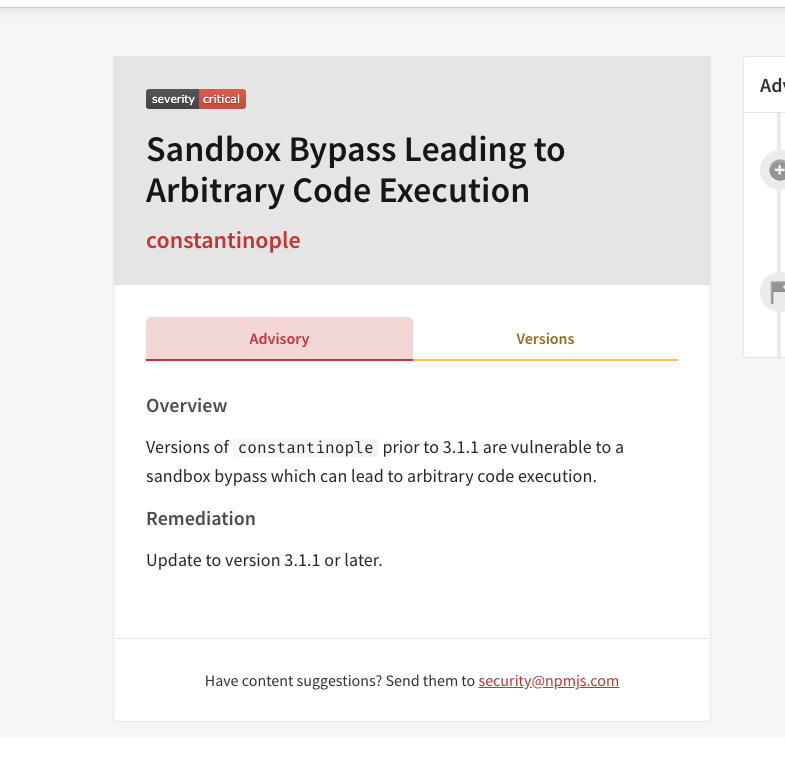 severity critical
Sandbox Bypass Leading to
Arbitrary Code Execution
constantinople
Advisory Versions
Overview
Versions of constantinople prior to 3.1.1 are vulnerable to a
sandbox bypass which can lead to arbitrary code execution.
Remediation
Update to version 3.1.1 or later.
Have content suggestions? Send them to security@npmjs.com